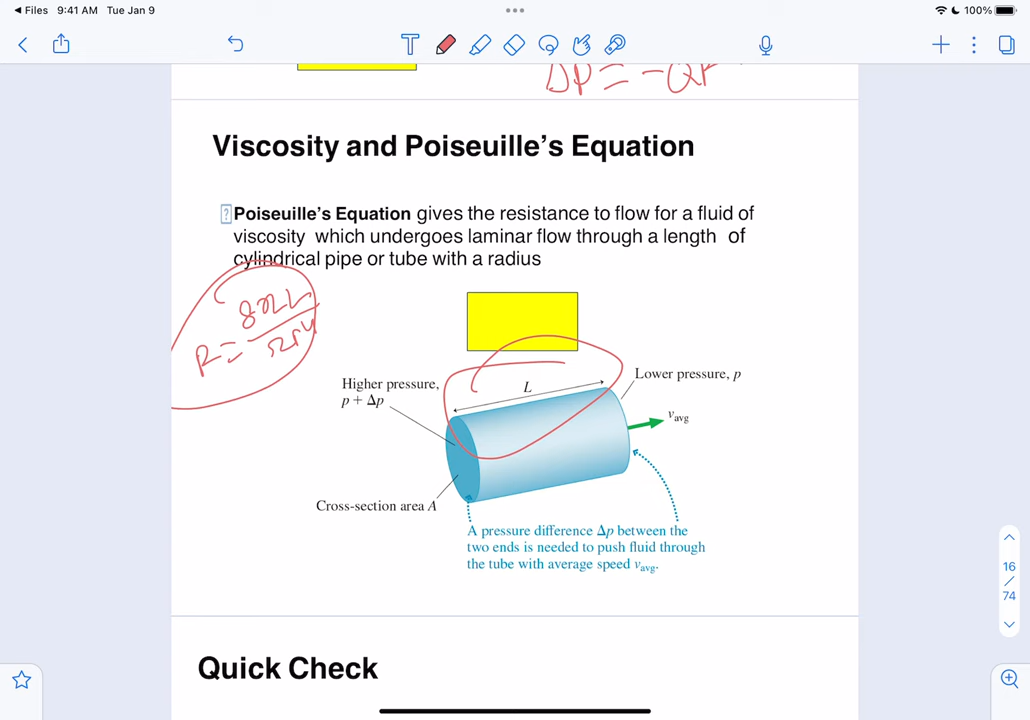 Files 9:41 AM Tue Jan 9
100%
ΔP = -QR
Viscosity and Poiseuille's Equation
Poiseuille's Equation gives the resistance to flow for a fluid of
viscosity which undergoes laminar flow through a length of
cylindrical pipe or tube with a radius
R =
L
Higher pressure,
p + Δp
Lower pressure, p
vavg
Cross-section area A
A pressure difference Δp between the
two ends is needed to push fluid through
the tube with average speed vavg.
16
/
74
Quick Check